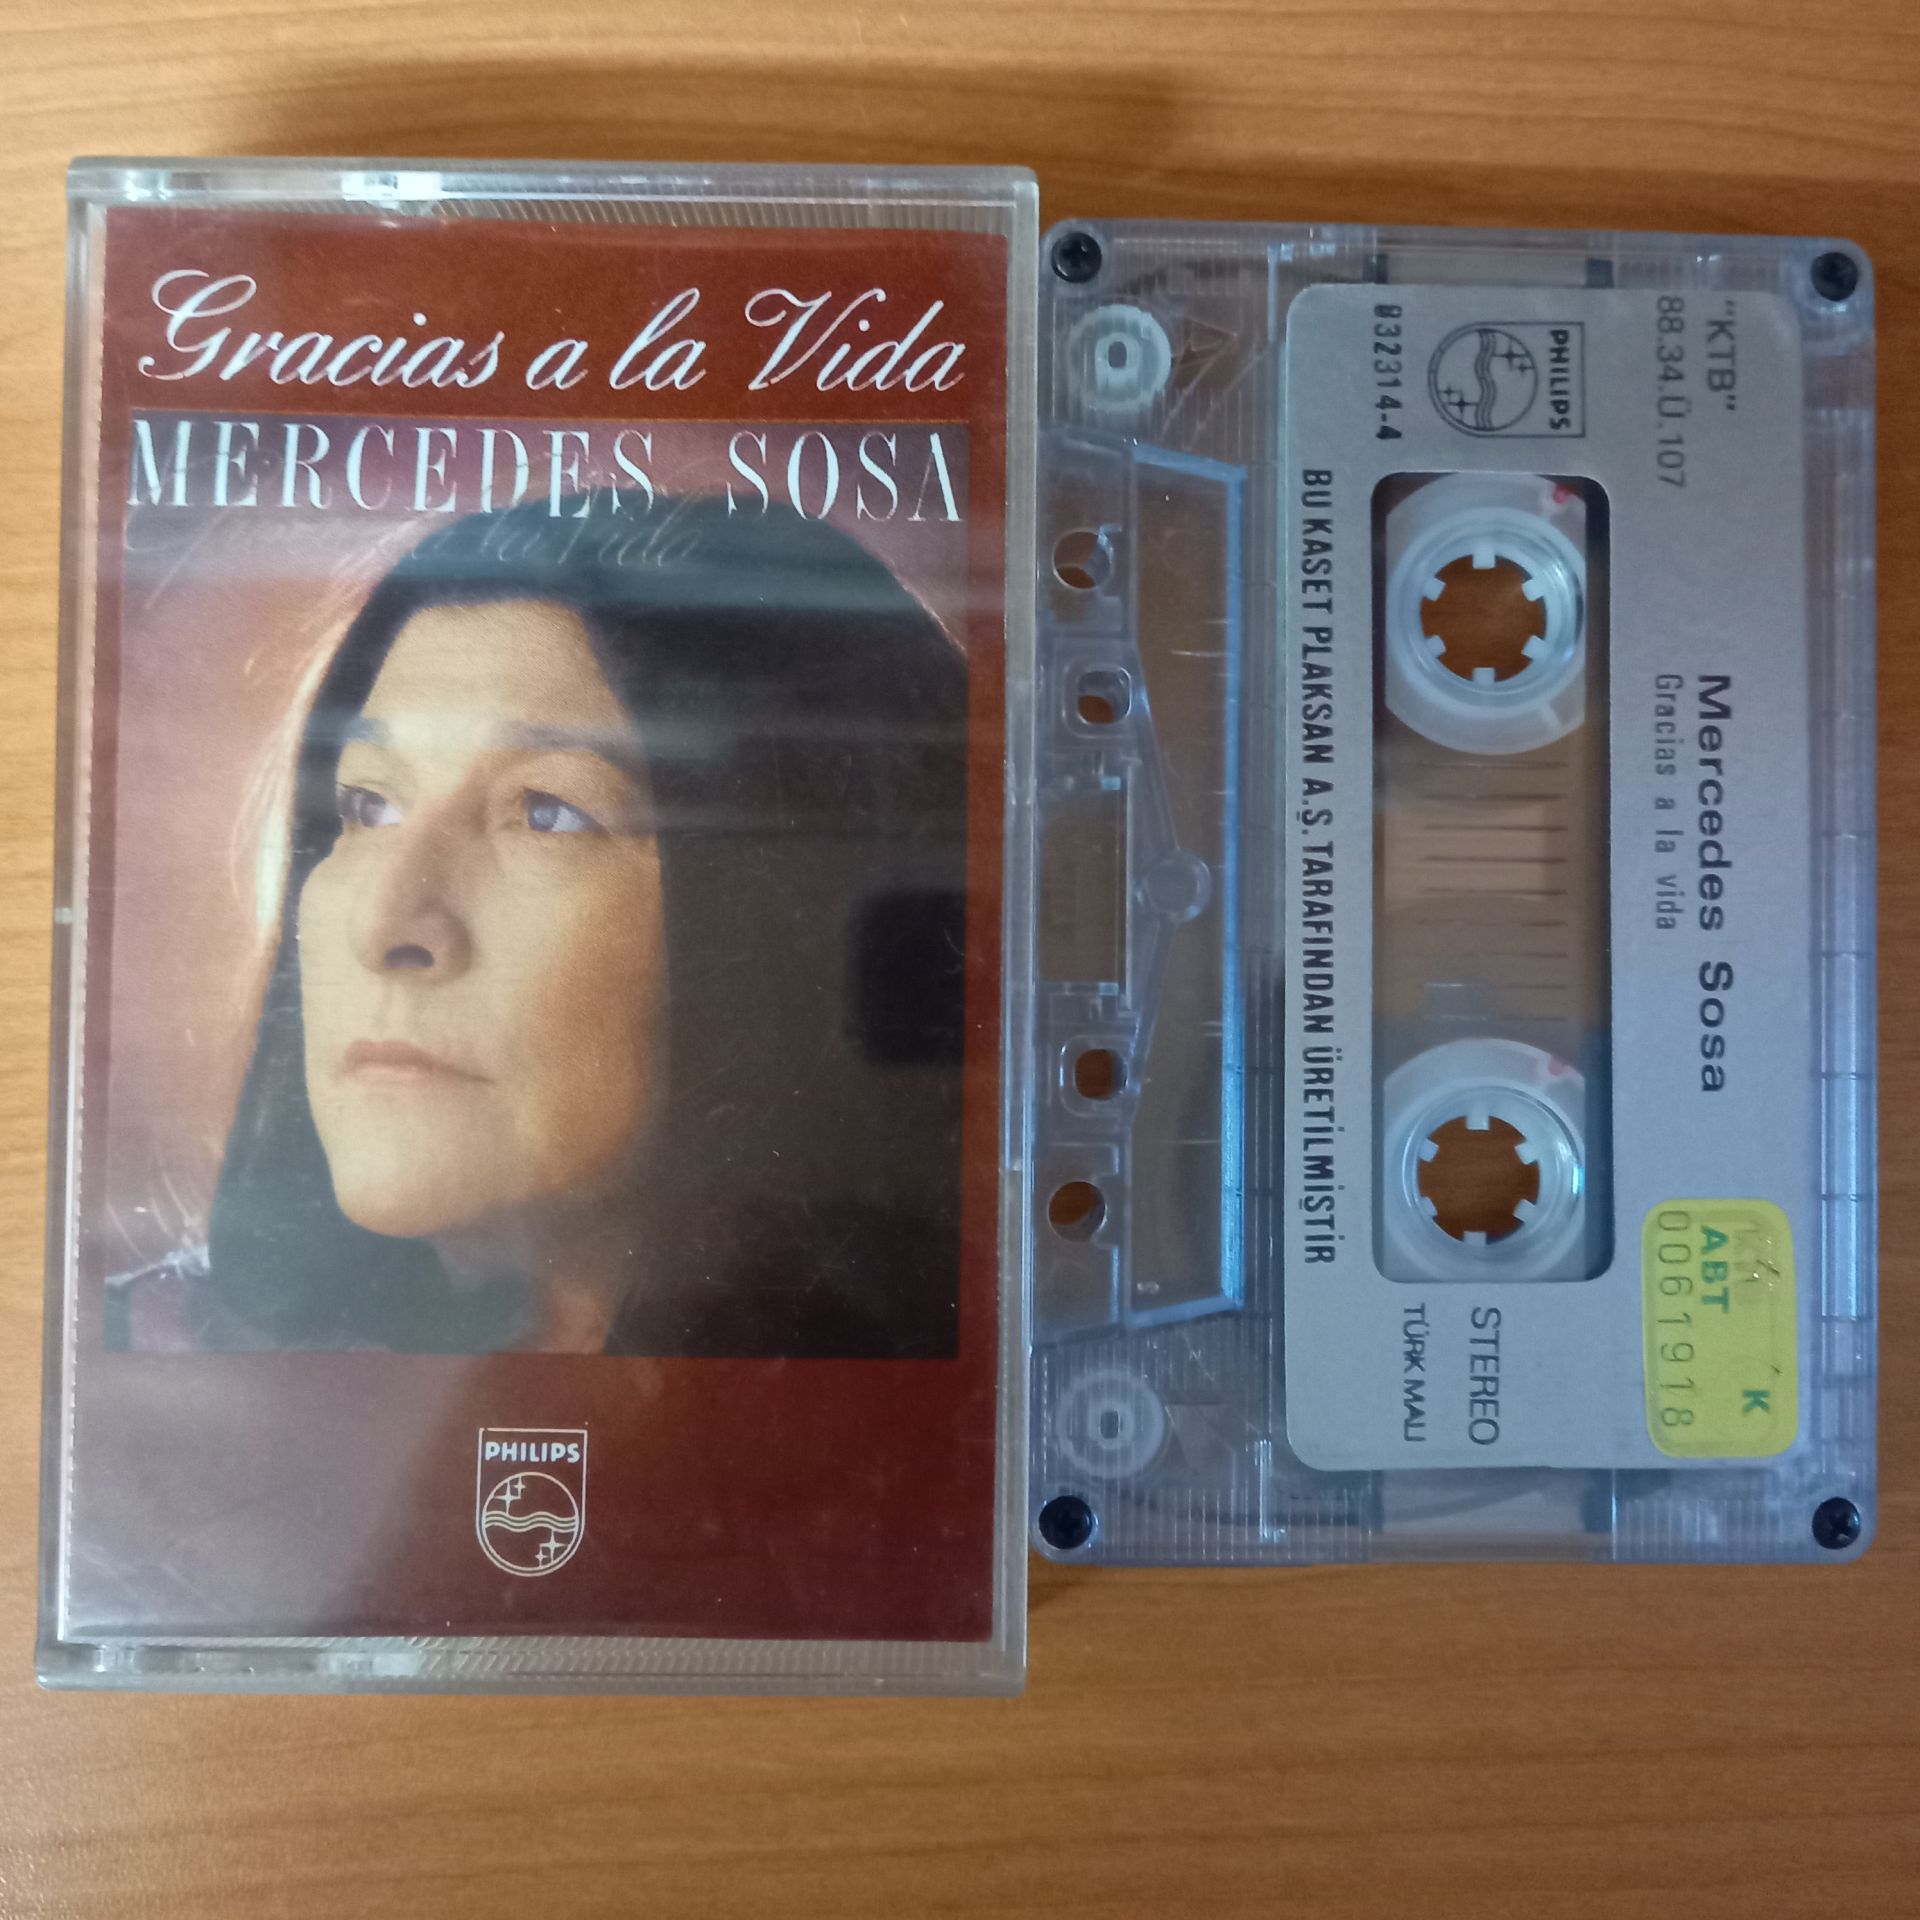 Gracias a la Vida
MERCEDES SOSA
PHILIPS
"KTB"
88.34.Ü.107
Mercedes Sosa
Gracias a la vida
PHILIPS
832314-4
BU KASET PLAKSAN A.Ş. TARAFINDAN ÜRETİLMİŞTİR
STEREO
TÜRK MALI
ABT K
0061918